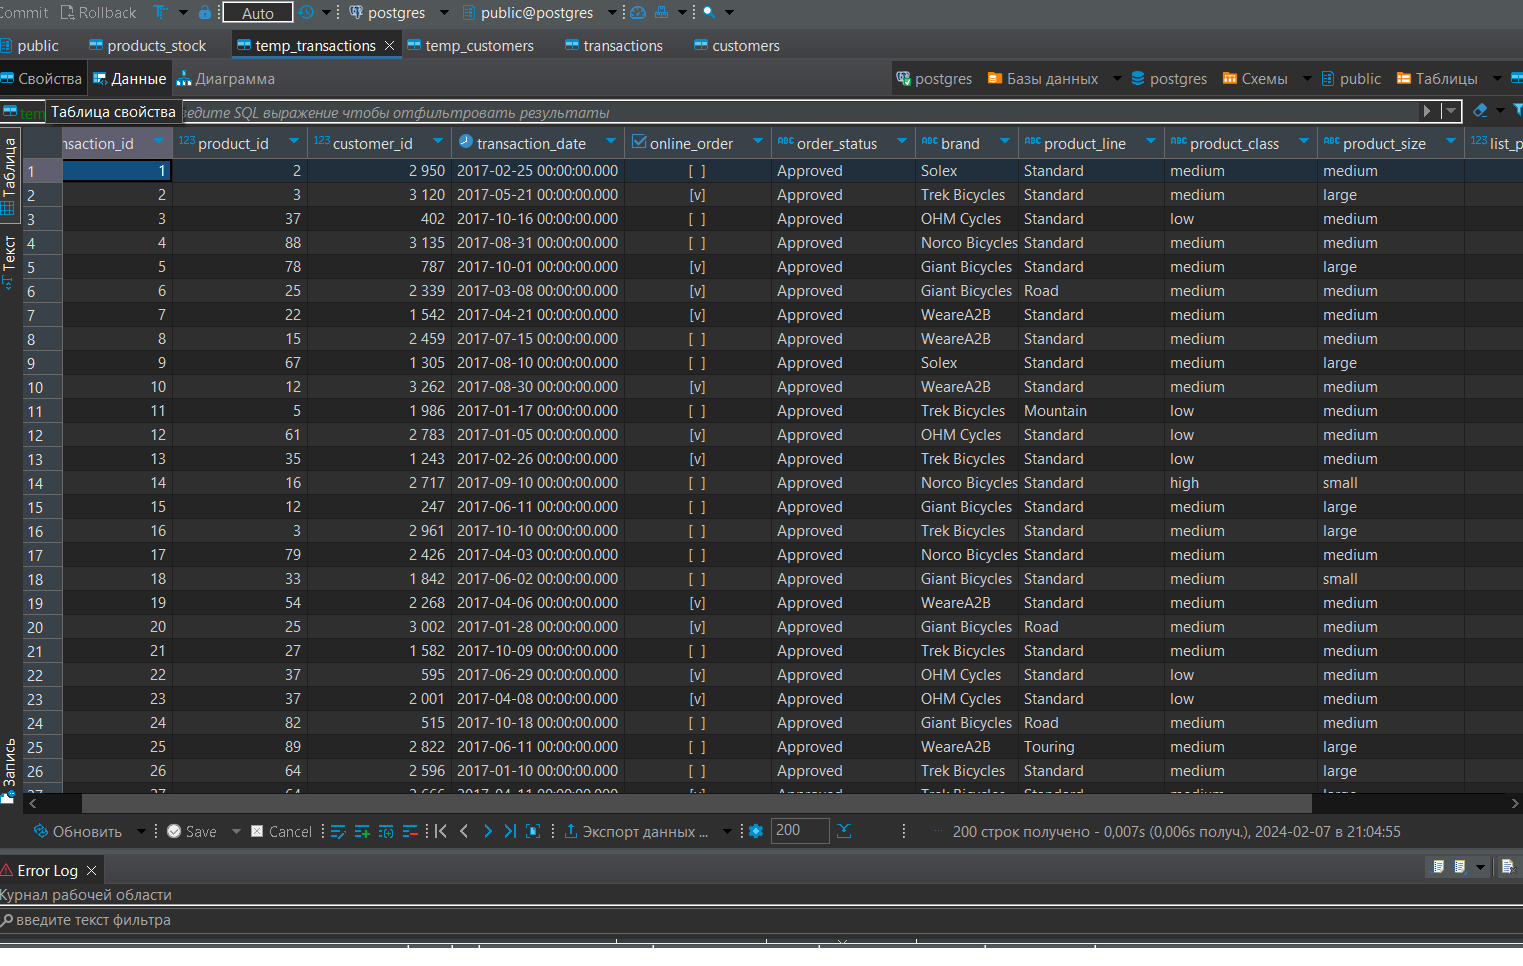 Commit Rollback Auto postgres public@postgres
public products_stock temp_transactions temp_customers transactions customers
Свойства Данные Диаграмма postgres Базы данных postgres Схемы public Таблицы
tem Таблица свойства ведите SQL выражение чтобы отфильтровать результаты
nsaction_id 123 product_id 123 customer_id transaction_date online_order ABC order_status ABC brand ABC product_line ABC product_class ABC product_size 123 list_p
1 1 2 2 950 2017-02-25 00:00:00.000 [ ] Approved Solex Standard medium medium
2 2 3 3 120 2017-05-21 00:00:00.000 [v] Approved Trek Bicycles Standard medium large
3 3 37 402 2017-10-16 00:00:00.000 [ ] Approved OHM Cycles Standard low medium
4 4 88 3 135 2017-08-31 00:00:00.000 [ ] Approved Norco Bicycles Standard medium medium
5 5 78 787 2017-10-01 00:00:00.000 [v] Approved Giant Bicycles Standard medium large
6 6 25 2 339 2017-03-08 00:00:00.000 [v] Approved Giant Bicycles Road medium medium
7 7 22 1 542 2017-04-21 00:00:00.000 [v] Approved WeareA2B Standard medium medium
8 8 15 2 459 2017-07-15 00:00:00.000 [ ] Approved WeareA2B Standard medium medium
9 9 67 1 305 2017-08-10 00:00:00.000 [ ] Approved Solex Standard medium large
10 10 12 3 262 2017-08-30 00:00:00.000 [v] Approved WeareA2B Standard medium medium
11 11 5 1 986 2017-01-17 00:00:00.000 [ ] Approved Trek Bicycles Mountain low medium
12 12 61 2 783 2017-01-05 00:00:00.000 [v] Approved OHM Cycles Standard low medium
13 13 35 1 243 2017-02-26 00:00:00.000 [v] Approved Trek Bicycles Standard low medium
14 14 16 2 717 2017-09-10 00:00:00.000 [ ] Approved Norco Bicycles Standard high small
15 15 12 247 2017-06-11 00:00:00.000 [ ] Approved Giant Bicycles Standard medium large
16 16 3 2 961 2017-10-10 00:00:00.000 [ ] Approved Trek Bicycles Standard medium large
17 17 79 2 426 2017-04-03 00:00:00.000 [ ] Approved Norco Bicycles Standard medium medium
18 18 33 1 842 2017-06-02 00:00:00.000 [ ] Approved Giant Bicycles Standard medium small
19 19 54 2 268 2017-04-06 00:00:00.000 [v] Approved WeareA2B Standard medium medium
20 20 25 3 002 2017-01-28 00:00:00.000 [v] Approved Giant Bicycles Road medium medium
21 21 27 1 582 2017-10-09 00:00:00.000 [ ] Approved Trek Bicycles Standard medium medium
22 22 37 595 2017-06-29 00:00:00.000 [v] Approved OHM Cycles Standard low medium
23 23 37 2 001 2017-04-08 00:00:00.000 [v] Approved OHM Cycles Standard low medium
24 24 82 515 2017-10-18 00:00:00.000 [ ] Approved Giant Bicycles Road medium medium
25 25 89 2 822 2017-06-11 00:00:00.000 [ ] Approved WeareA2B Touring medium large
26 26 64 2 596 2017-01-10 00:00:00.000 [ ] Approved Trek Bicycles Standard medium large
Таблица
Текст
Запись
Обновить Save Cancel Экспорт данных ... 200 200 строк получено - 0,007s (0,006s получ.), 2024-02-07 в 21:04:55
Error Log
Журнал рабочей области
введите текст фильтра